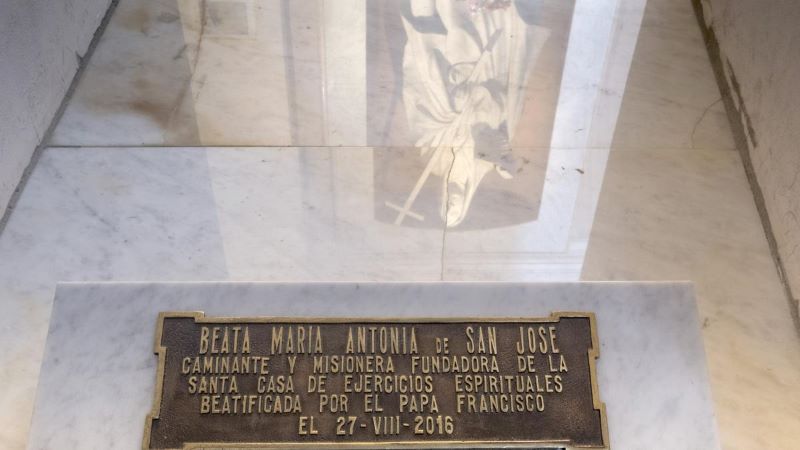 BEATA MARIA ANTONIA DE SAN JOSE
CAMINANTE Y MISIONERA FUNDADORA DE LA
SANTA CASA DE EJERCICIOS ESPIRITUALES
BEATIFICADA POR EL PAPA FRANCISCO
EL 27-VIII-2016